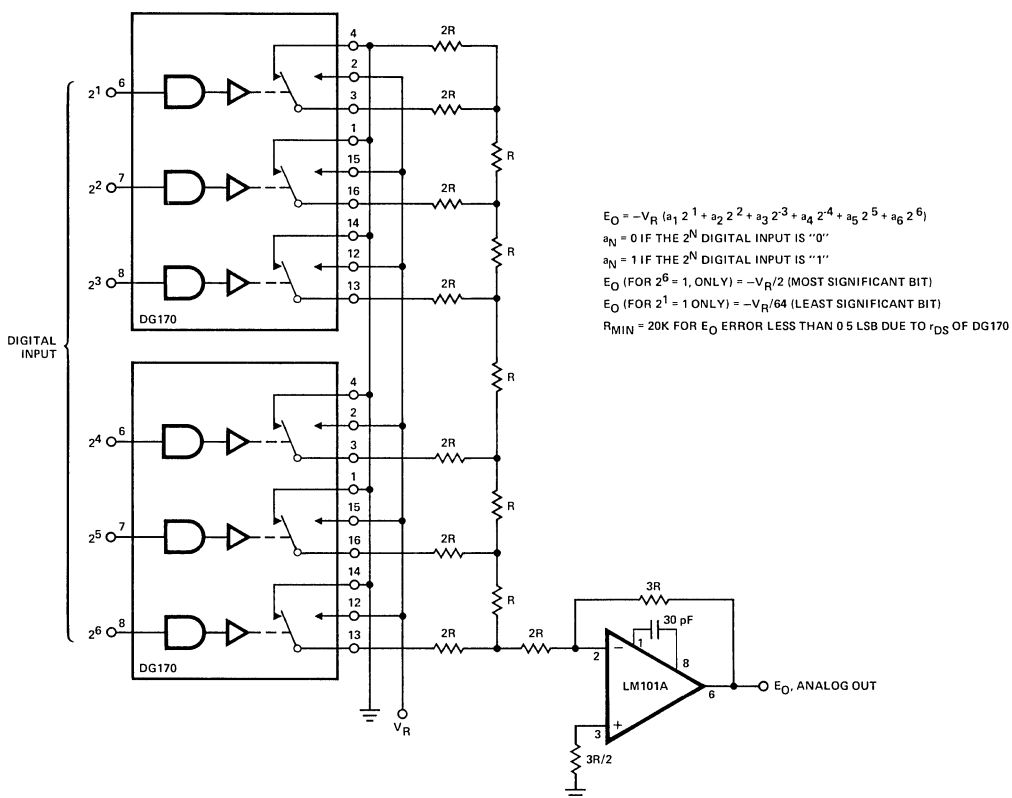 4
2R
2
2¹ 6
3
2R
1
R
15
2² 7
16
2R
14
R
12
2³ 8
13
2R
DG170
DIGITAL
INPUT
R
4
2
2⁴ 6
3
2R
1
R
15
2⁵ 7
16
2R
14
R
12
2⁶ 8
13
2R
2R
DG170
V_R
E_O = –V_R (a₁ 2 ¹ + a₂ 2 ² + a₃ 2⁻³ + a₄ 2⁻⁴ + a₅ 2 ⁵ + a₆ 2 ⁶)
a_N = 0 IF THE 2ᴺ DIGITAL INPUT IS "0"
a_N = 1 IF THE 2ᴺ DIGITAL INPUT IS "1"
E_O (FOR 2⁶ = 1, ONLY) = –V_R/2 (MOST SIGNIFICANT BIT)
E_O (FOR 2¹ = 1 ONLY) = –V_R/64 (LEAST SIGNIFICANT BIT)
R_MIN = 20K FOR E_O ERROR LESS THAN 0 5 LSB DUE TO r_DS OF DG170
3R
30 pF
1
2 –
8
LM101A
6
E_O, ANALOG OUT
3 +
3R/2